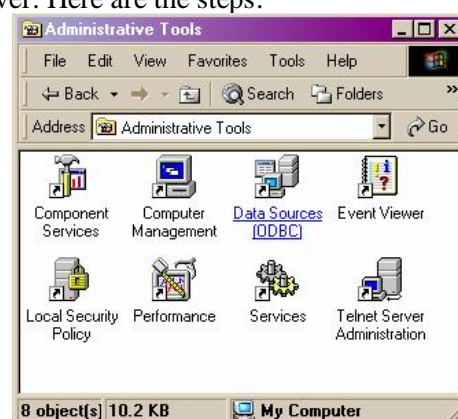 ver. Here are the steps:
Administrative Tools
File Edit View Favorites Tools Help
Back Search Folders »
Address Administrative Tools Go
Component Computer Data Sources Event Viewer
Services Management (ODBC)
Local Security Performance Services Telnet Server
Policy Administration
8 object[s] 10.2 KB My Computer